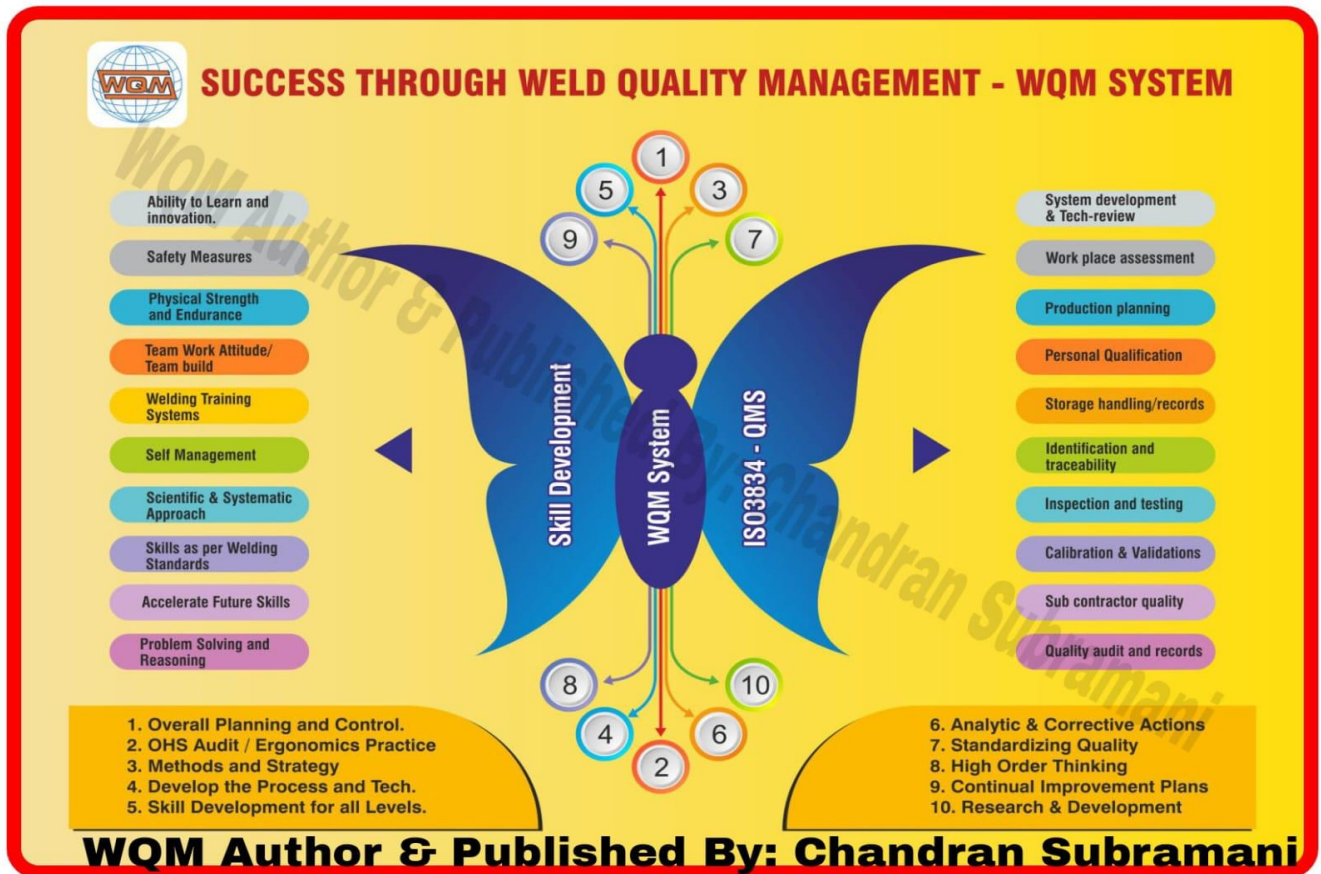 WQM
SUCCESS THROUGH WELD QUALITY MANAGEMENT - WQM SYSTEM
Ability to Learn and
innovation.
Safety Measures
Physical Strength
and Endurance
Team Work Attitude/
Team build
Welding Training
Systems
Self Management
Scientific & Systematic
Approach
Skills as per Welding
Standards
Accelerate Future Skills
Problem Solving and
Reasoning
1
5
3
9
7
Skill Development
WQM System
ISO3834 - QMS
8
10
4
6
2
System development
& Tech-review
Work place assessment
Production planning
Personal Qualification
Storage handling/records
Identification and
traceability
Inspection and testing
Calibration & Validations
Sub contractor quality
Quality audit and records
WQM Author & Published By: Chandran Subramani
1. Overall Planning and Control.
2. OHS Audit / Ergonomics Practice
3. Methods and Strategy
4. Develop the Process and Tech.
5. Skill Development for all Levels.
6. Analytic & Corrective Actions
7. Standardizing Quality
8. High Order Thinking
9. Continual Improvement Plans
10. Research & Development
WQM Author & Published By: Chandran Subramani